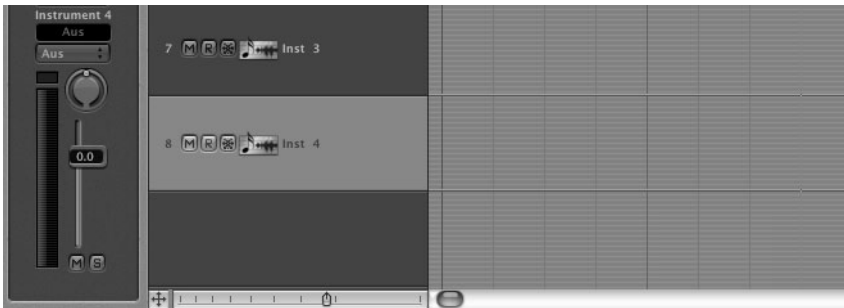 Instrument 4
Aus
Aus
0.0
M S
7 M R Inst 3
8 M R Inst 4